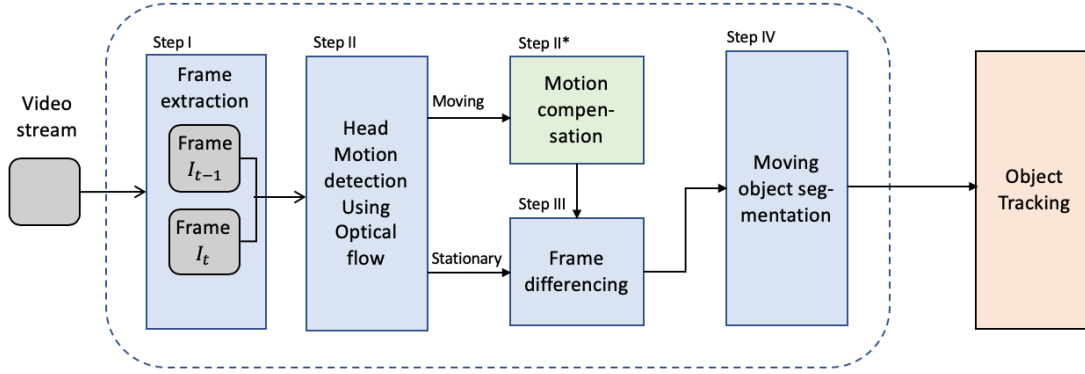 Video
stream
Step I
Frame
extraction
Frame
I_{t-1}
Frame
I_t
Step II
Head
Motion
detection
Using
Optical
flow
Moving
Stationary
Step II*
Motion
compen-
sation
Step III
Frame
differencing
Step IV
Moving
object seg-
mentation
Object
Tracking